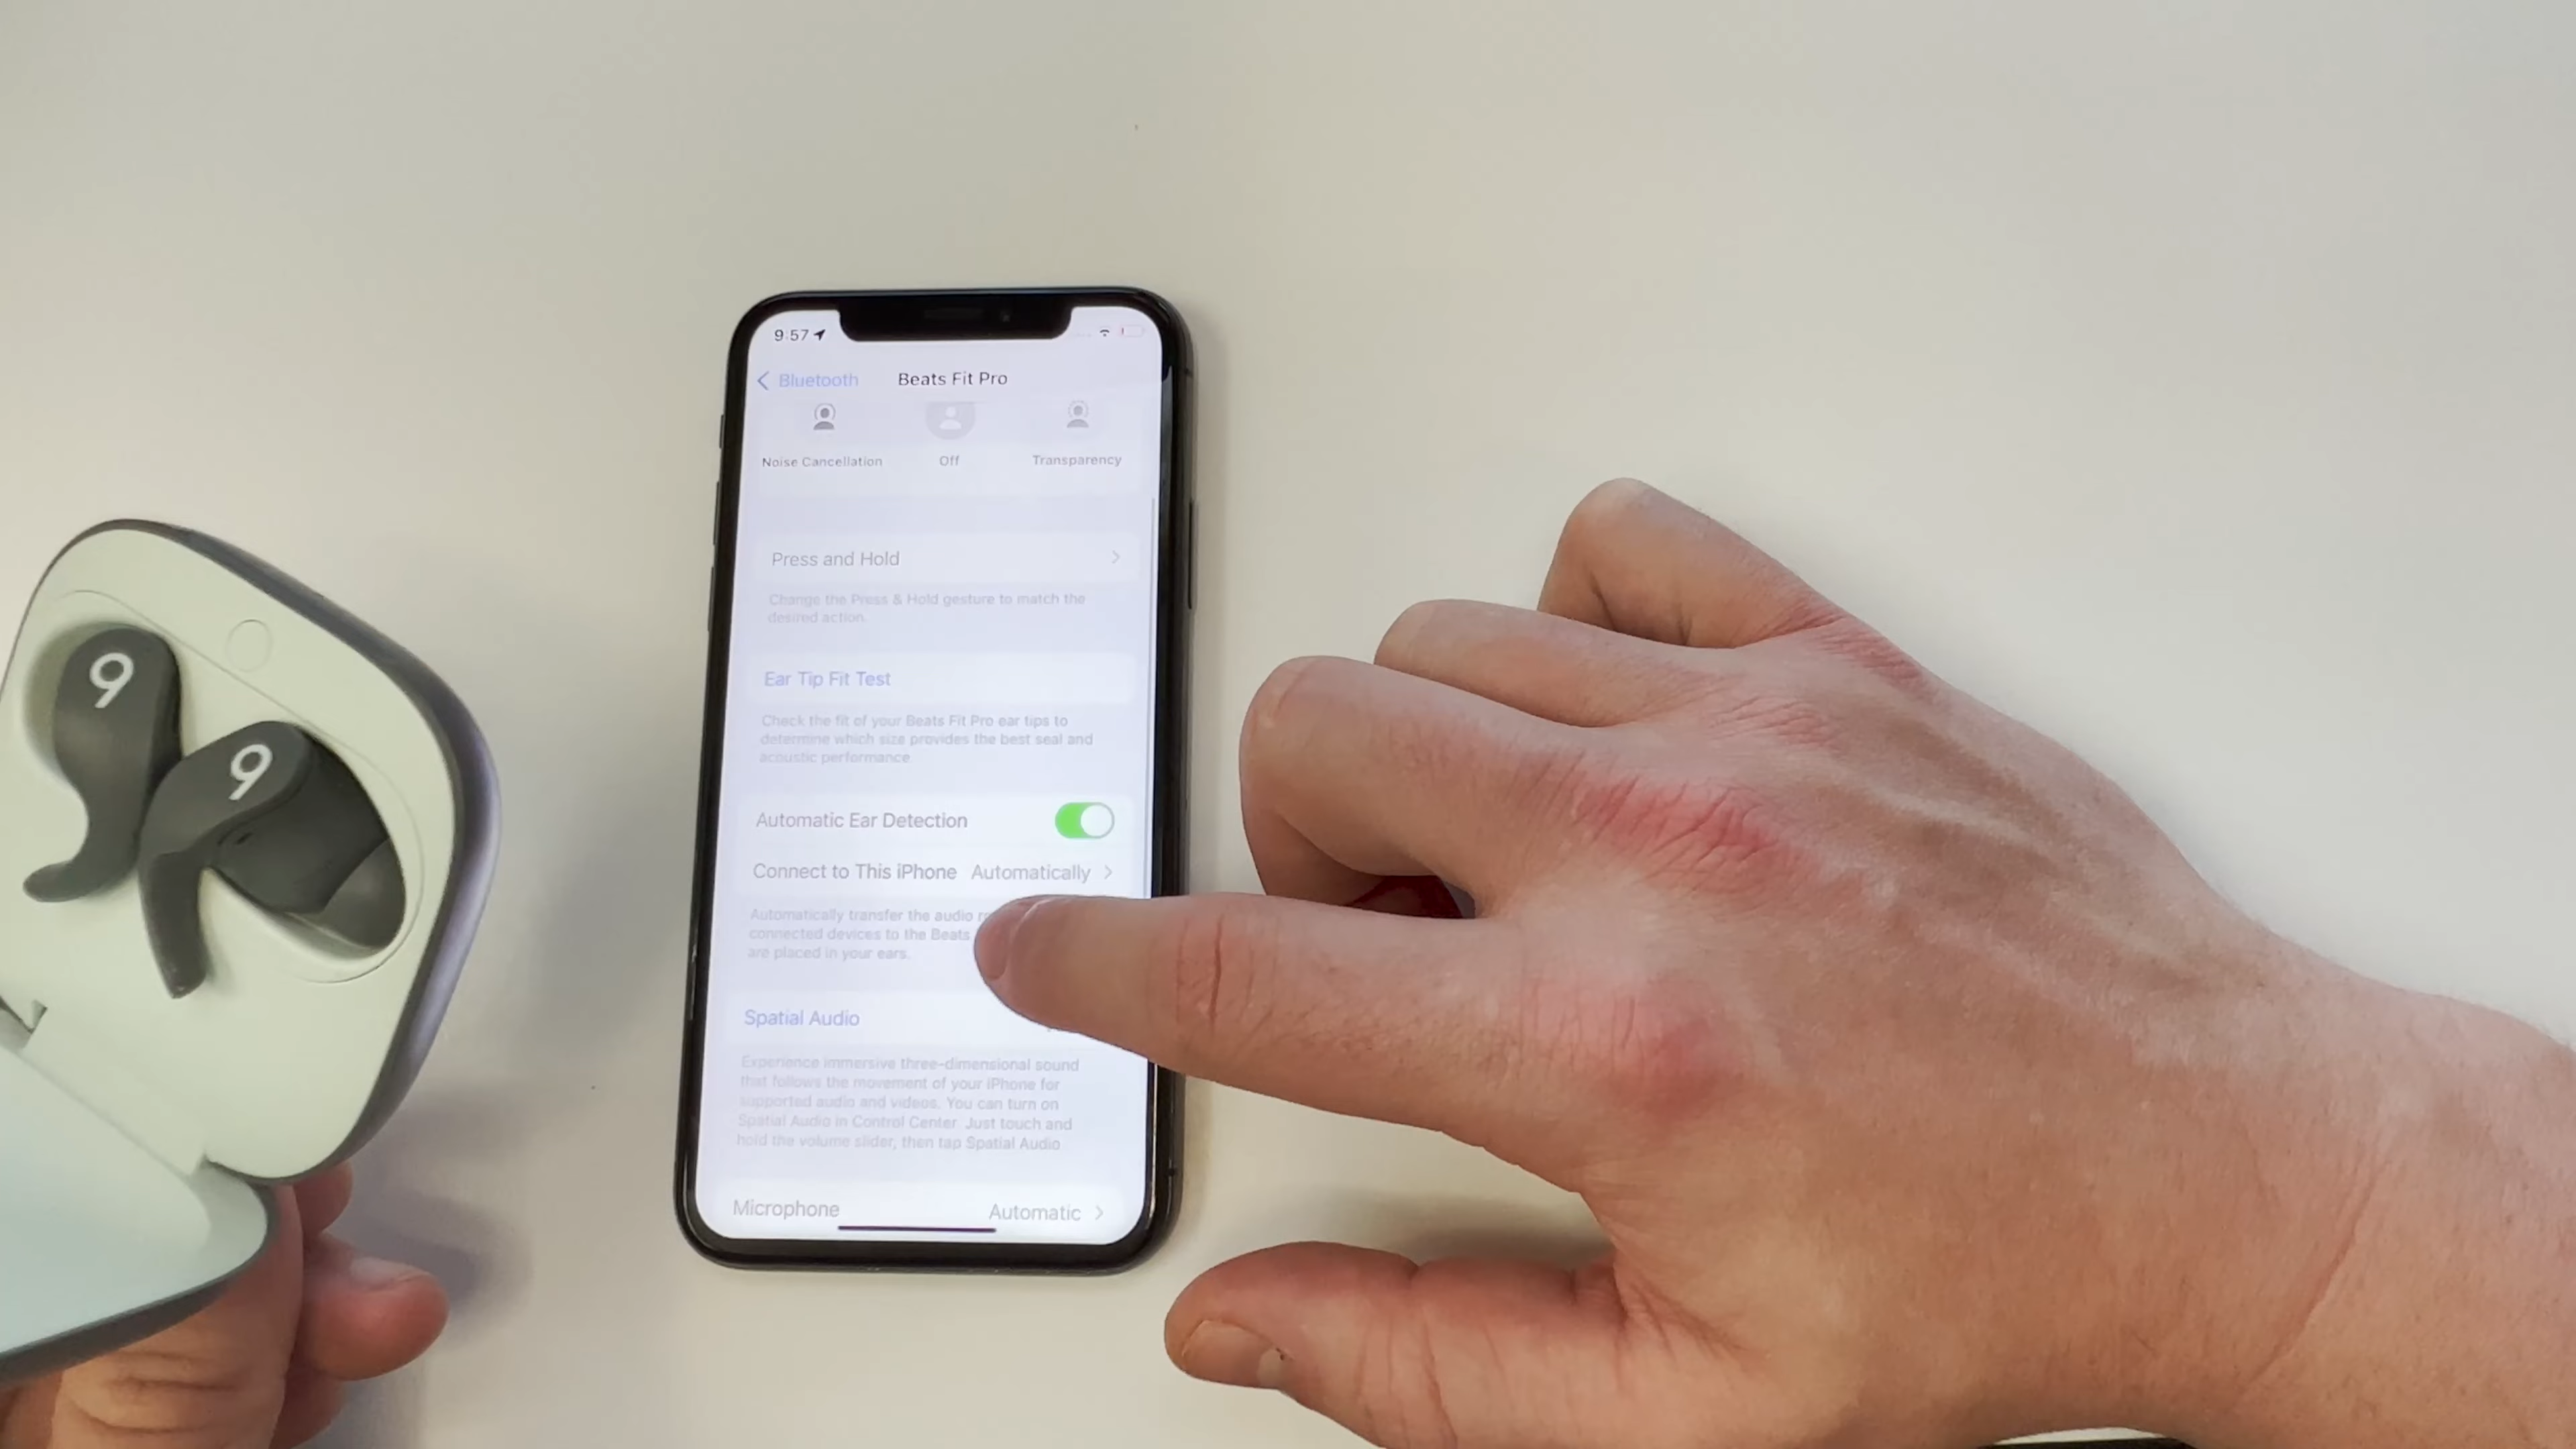 9:57
Bluetooth
Beats Fit Pro
Noise Cancellation
Off
Transparency
Press and Hold
Change the Press & Hold gesture to match the
desired action.
Ear Tip Fit Test
Check the fit of your Beats Fit Pro ear tips to
determine which size provides the best seal and
acoustic performance.
Automatic Ear Detection
Connect to This iPhone Automatically
Automatically transfer the audio
connected devices to the Beats
are placed in your ears.
Spatial Audio
Experience immersive three-dimensional sound
that follows the movement of your iPhone for
supported audio and videos. You can turn on
Spatial Audio in Control Center. Just touch and
hold the volume slider, then tap Spatial Audio
Microphone
Automatic